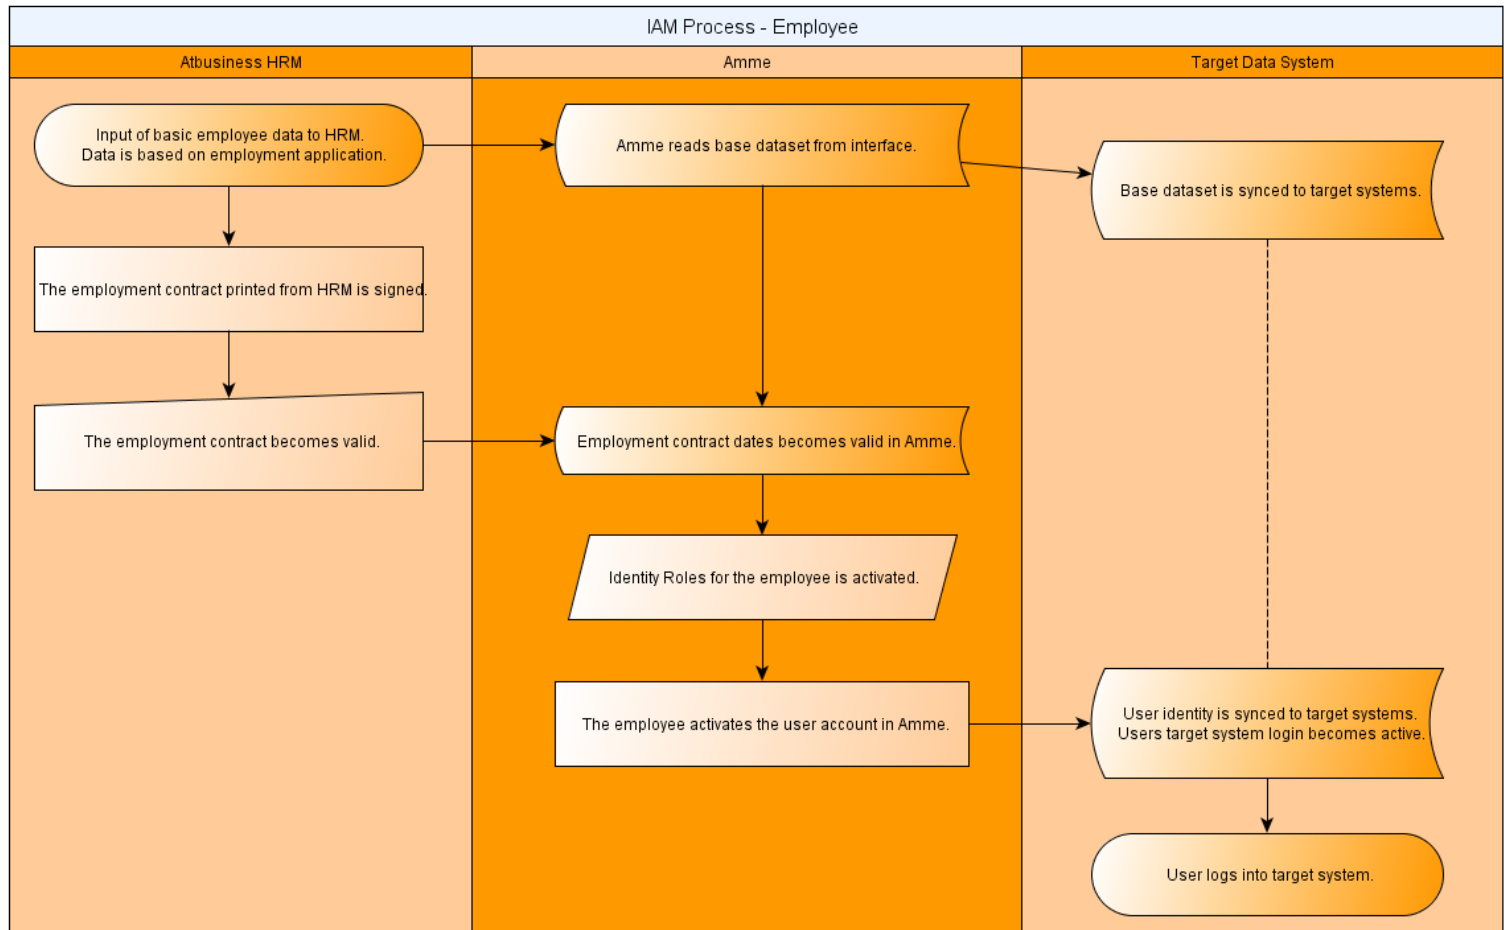 IAM Process - Employee
Atbusiness HRM
Amme
Target Data System
Input of basic employee data to HRM.
Data is based on employment application.
Amme reads base dataset from interface.
Base dataset is synced to target systems.
The employment contract printed from HRM is signed.
The employment contract becomes valid.
Employment contract dates becomes valid in Amme.
Identity Roles for the employee is activated.
The employee activates the user account in Amme.
User identity is synced to target systems.
Users target system login becomes active.
User logs into target system.